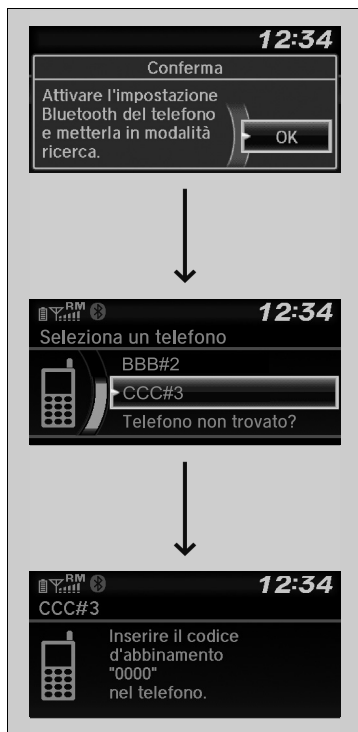 12:34
Conferma
Attivare l'impostazione
Bluetooth del telefono
e metterla in modalità
ricerca.
OK
RM
12:34
Seleziona un telefono
BBB#2
CCC#3
Telefono non trovato?
RM
12:34
CCC#3
Inserire il codice
d'abbinamento
"0000"
nel telefono.